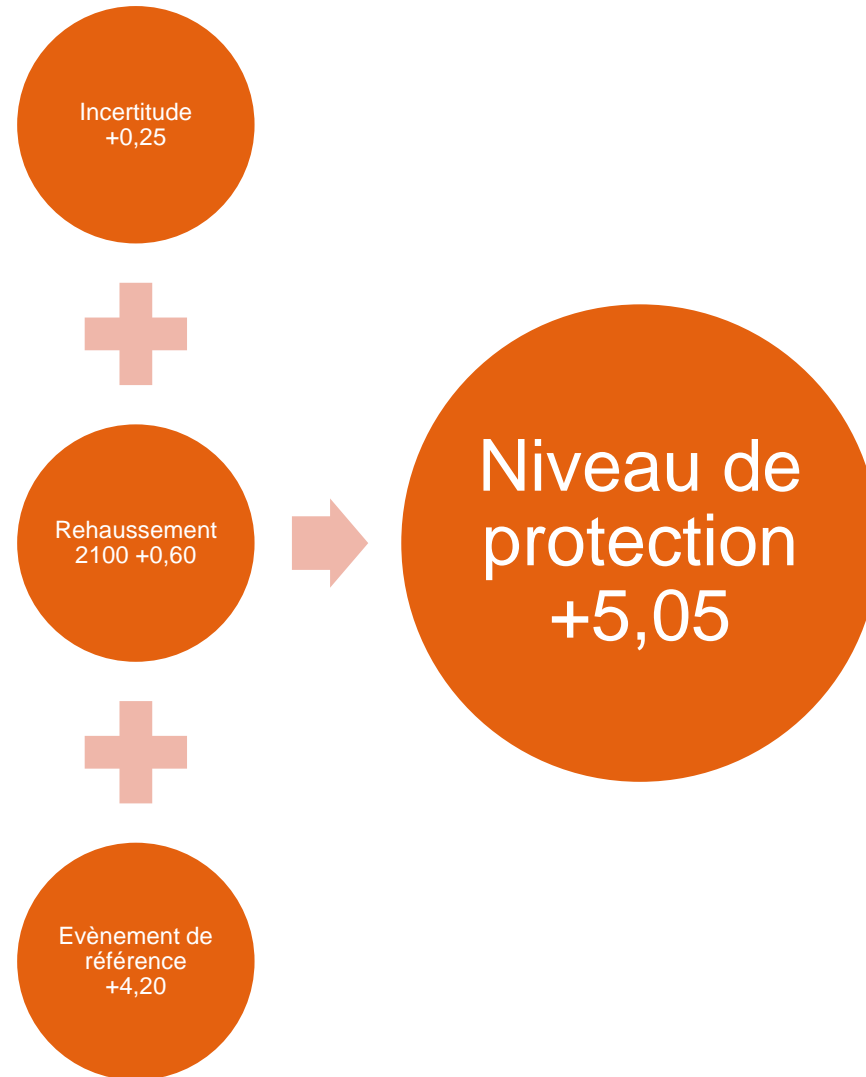 Incertitude
+0,25
Rehaussement
2100 +0,60
Evènement de
référence
+4,20
Niveau de
protection
+5,05